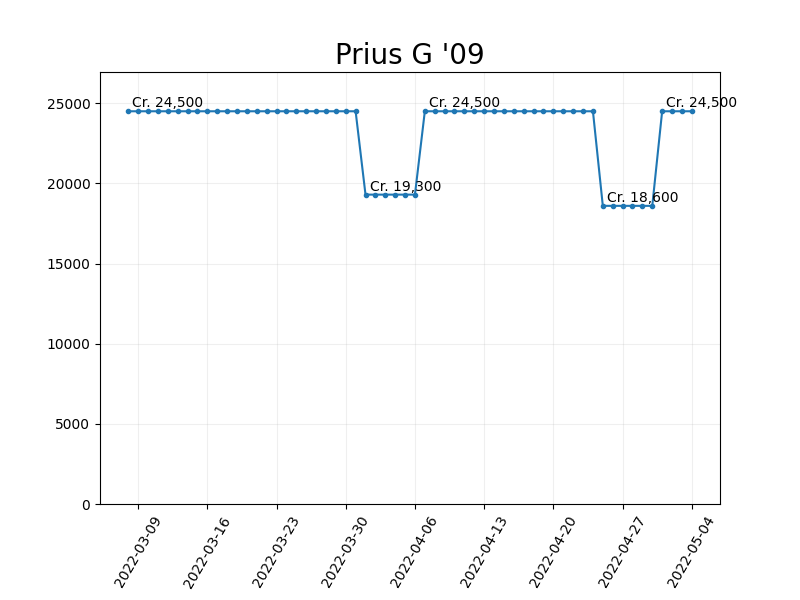 Prius G '09
25000
20000
15000
10000
5000
0
Cr. 24,500
Cr. 19,300
Cr. 24,500
Cr. 18,600
Cr. 24,500
2022-03-09
2022-03-16
2022-03-23
2022-03-30
2022-04-06
2022-04-13
2022-04-20
2022-04-27
2022-05-04